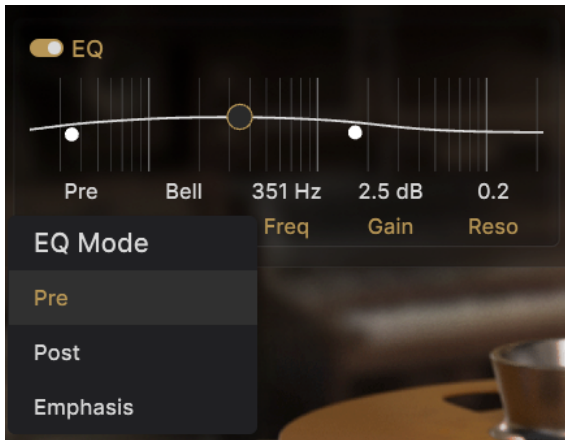 EQ
Pre Bell 351 Hz 2.5 dB 0.2
Freq Gain Reso
EQ Mode
Pre
Post
Emphasis